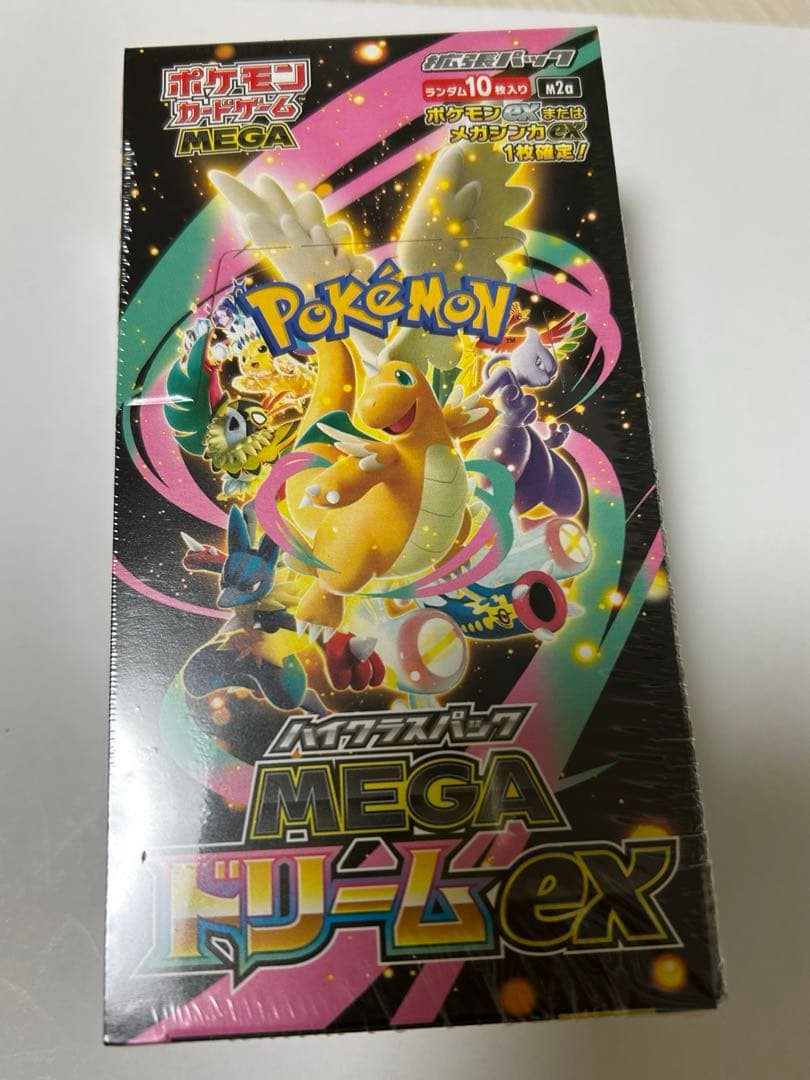 ポケモン
カードゲーム
MEGA
拡張パック
ランダム10枚入り M2a
ポケモンexまたは
メガシンカex
1枚確定!
POKéMON
TM
ハイクラスパック
MEGA
ドリームex